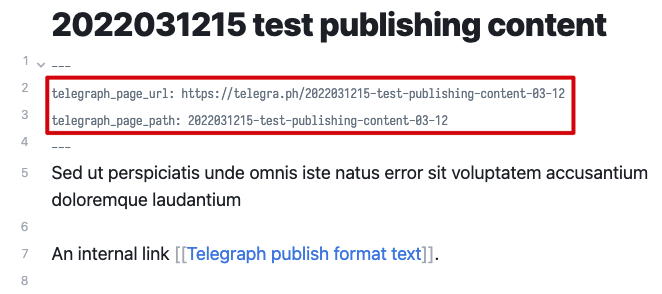 2022031215 test publishing content
1 ---
2 telegraph_page_url: https://telegra.ph/2022031215-test-publishing-content-03-12
3 telegraph_page_path: 2022031215-test-publishing-content-03-12
4 ---
5 Sed ut perspiciatis unde omnis iste natus error sit voluptatem accusantium
doloremque laudantium
6
7 An internal link [[Telegraph publish format text]].
8